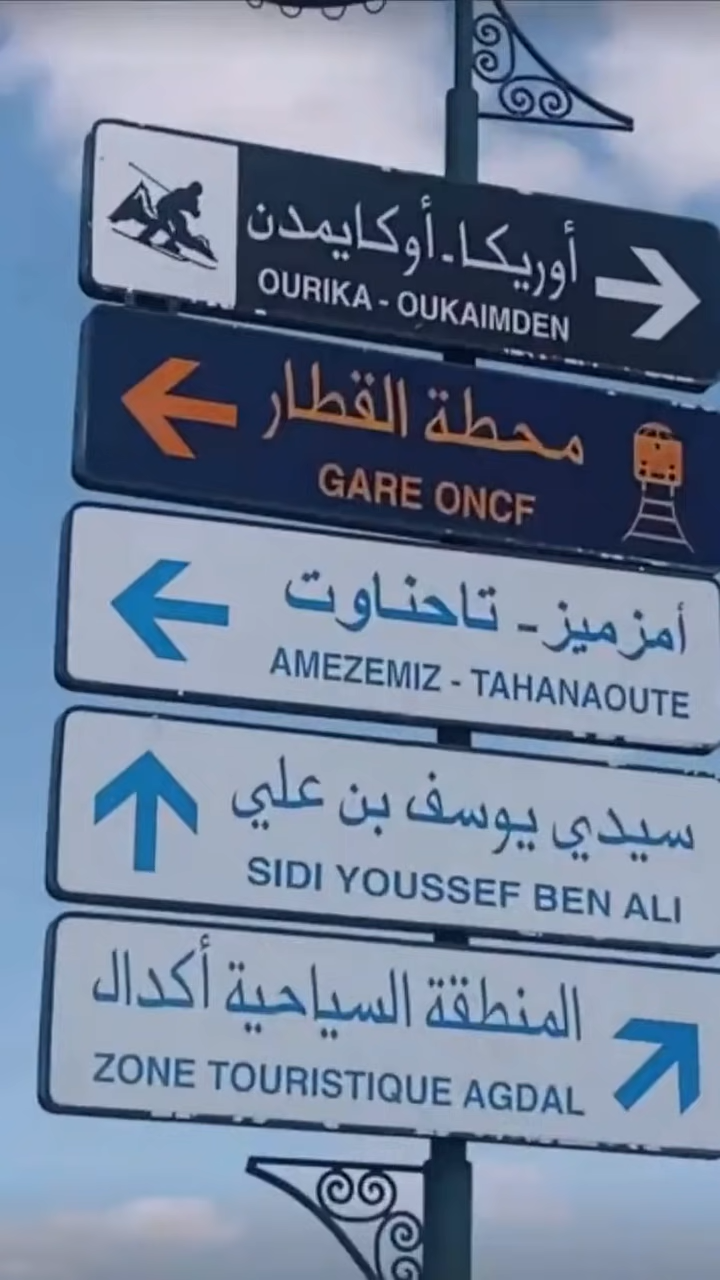 أوريكا-أوكايمدن
OURIKA - OUKAIMDEN
محطة القطار
GARE ONCF
أمزميز- تاحناوت
AMEZEMIZ - TAHANAOUTE
سيدي يوسف بن علي
SIDI YOUSSEF BEN ALI
المنطقة السياحية أكدال
ZONE TOURISTIQUE AGDAL